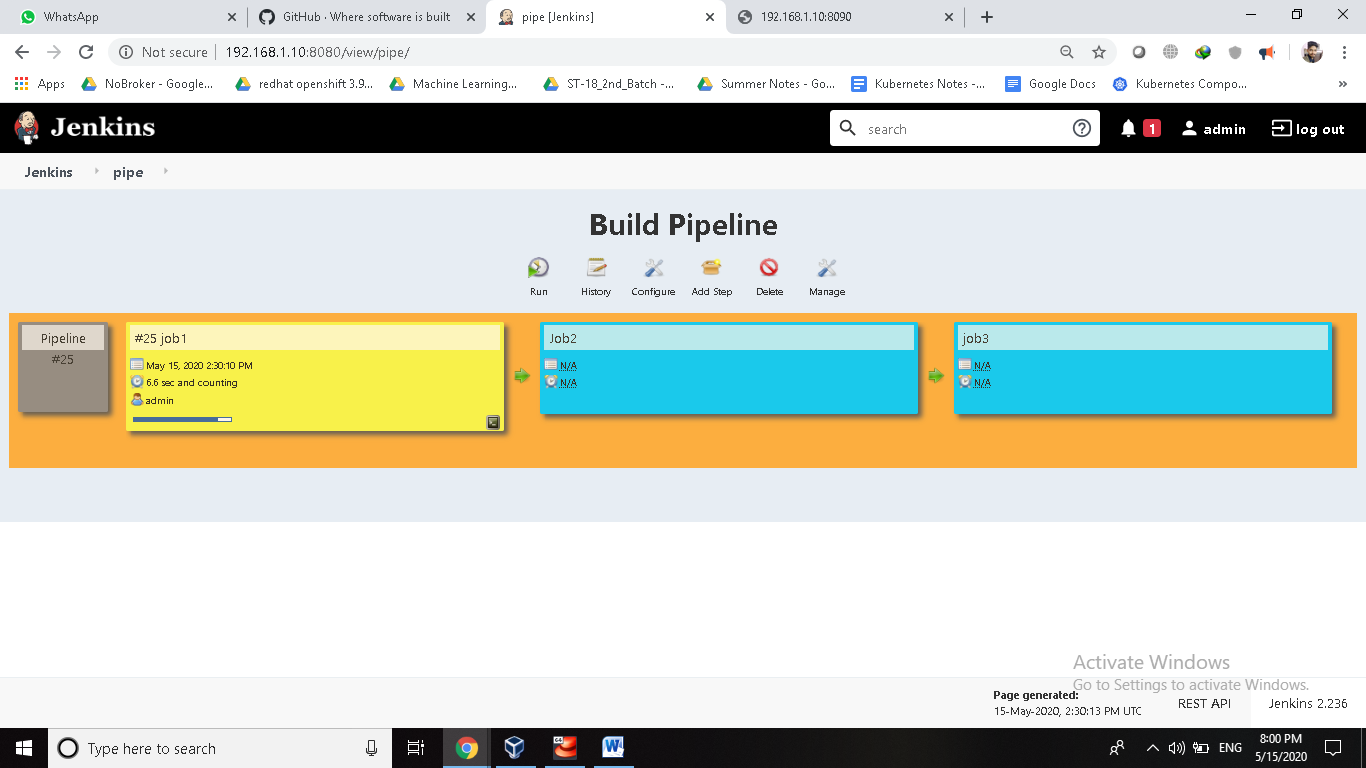 WhatsApp
GitHub · Where software is built
pipe [Jenkins]
192.168.1.10:8090
Not secure
192.168.1.10:8080/view/pipe/
Apps
NoBroker - Google...
redhat openshift 3.9...
Machine Learning...
ST-18_2nd_Batch -...
Summer Notes - Go...
Kubernetes Notes -...
Google Docs
Kubernetes Compo...
»
Jenkins
search
1
admin
log out
Jenkins
pipe
Build Pipeline
Run
History
Configure
Add Step
Delete
Manage
Pipeline
#25
#25 job1
May 15, 2020 2:30:10 PM
6.6 sec and counting
admin
Job2
N/A
N/A
job3
N/A
N/A
Activate Windows
Go to Settings to activate Windows.
Page generated:
15-May-2020, 2:30:13 PM UTC
REST API
Jenkins 2.236
Type here to search
ENG
8:00 PM
5/15/2020